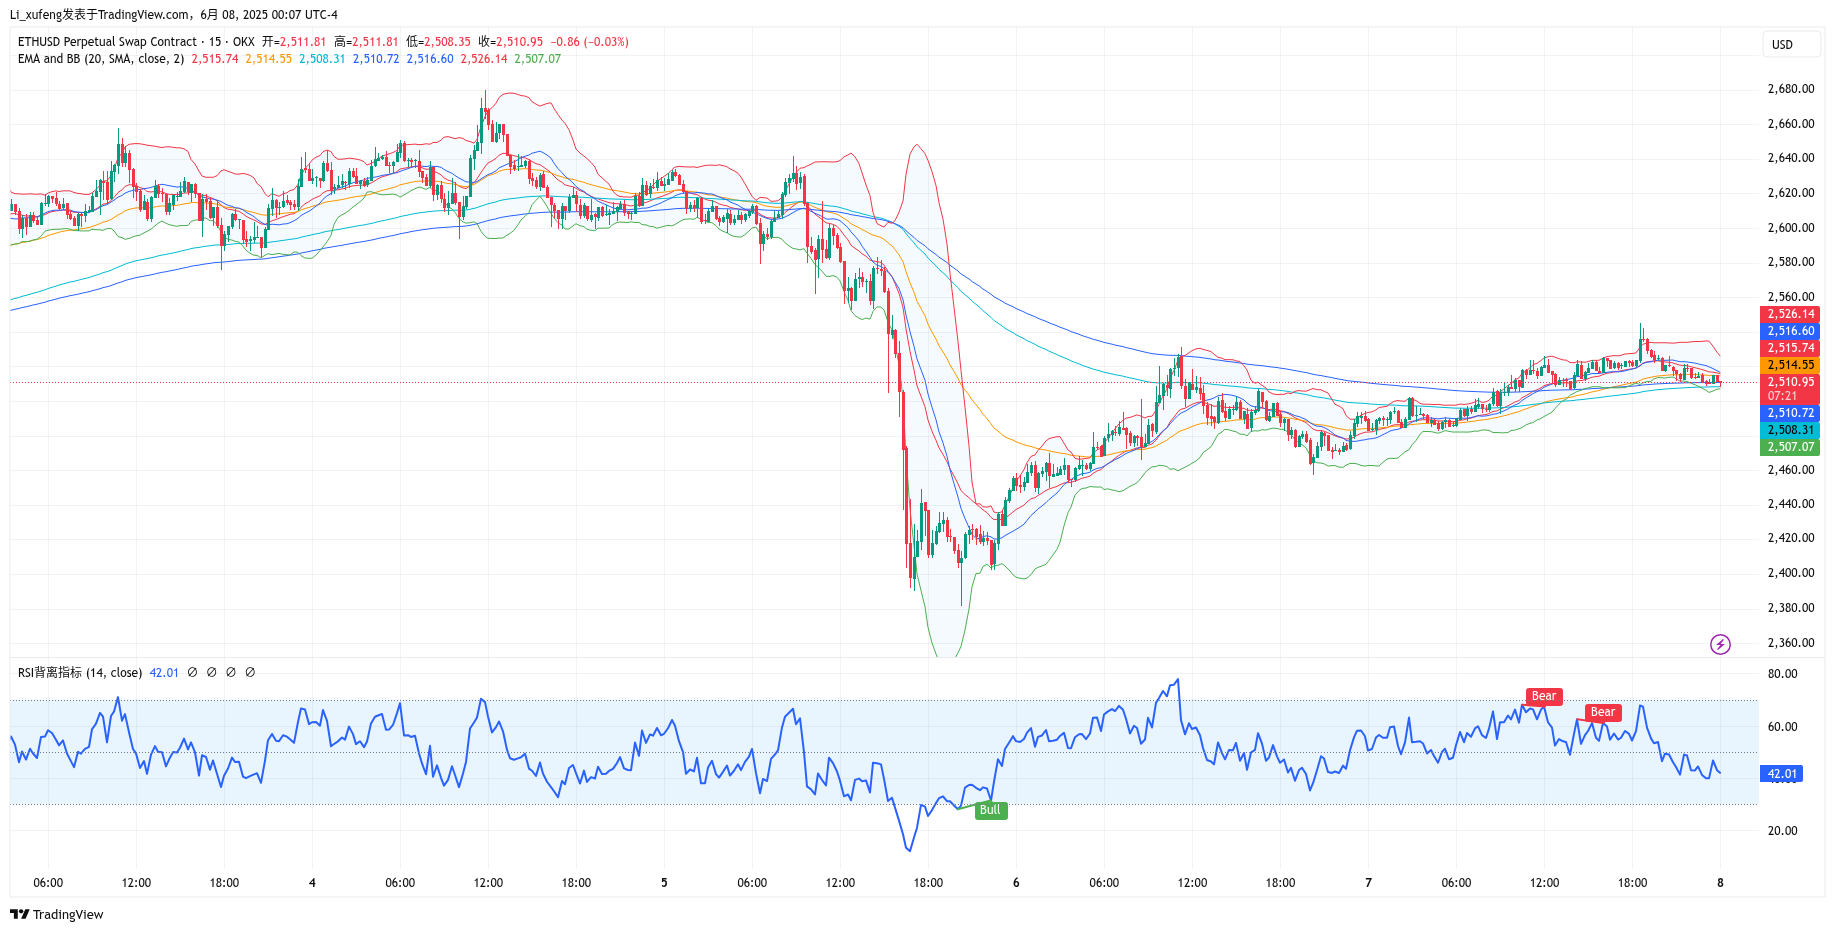 Li_xufeng发表于TradingView.com，6月 08, 2025 00:07 UTC-4
ETHUSD Perpetual Swap Contract · 15 · OKX 开=2,511.81 高=2,511.81 低=2,508.35 收=2,510.95 −0.86 (−0.03%)
EMA and BB (20, SMA, close, 2) 2,515.74 2,514.55 2,508.31 2,510.72 2,516.60 2,526.14 2,507.07
USD
2,680.00
2,660.00
2,640.00
2,620.00
2,600.00
2,580.00
2,560.00
2,526.14
2,516.60
2,515.74
2,514.55
2,510.95
07:21
2,510.72
2,508.31
2,507.07
2,460.00
2,440.00
2,420.00
2,400.00
2,380.00
2,360.00
RSI背离指标 (14, close) 42.01 ∅ ∅ ∅ ∅
80.00
Bear
Bear
60.00
42.01
Bull
20.00
06:00 12:00 18:00 4 06:00 12:00 18:00 5 06:00 12:00 18:00 6 06:00 12:00 18:00 7 06:00 12:00 18:00 8
TradingView